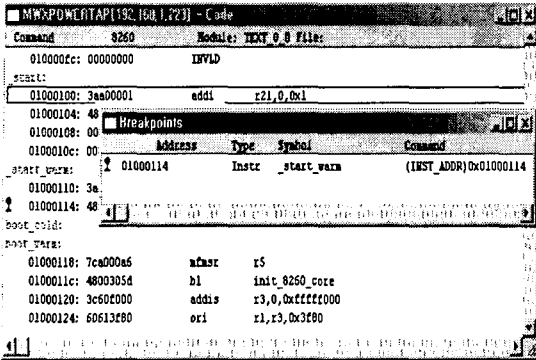 MWXPOWERTAP[192.168.1.223] - Code
Command 8260 Module: TEXT_0_0 File:
010000fc: 00000000 INVLD
_start:
01000100: 3aa00001 addi r21,0,0x1
01000104: 48
01000108: 00
0100010c: 00
_start_warm:
01000110: 3a
01000114: 48
Breakpoints
Address Type Symbol Command
01000114 Instr _start_warm (INST_ADDR)0x01000114
boot_cold:
boot_warm:
01000118: 7ca000a6 mfmsr r5
0100011c: 4800305d bl init_8260_core
01000120: 3c60f000 addis r3,0,0xfffff000
01000124: 60613f80 ori r1,r3,0x3f80